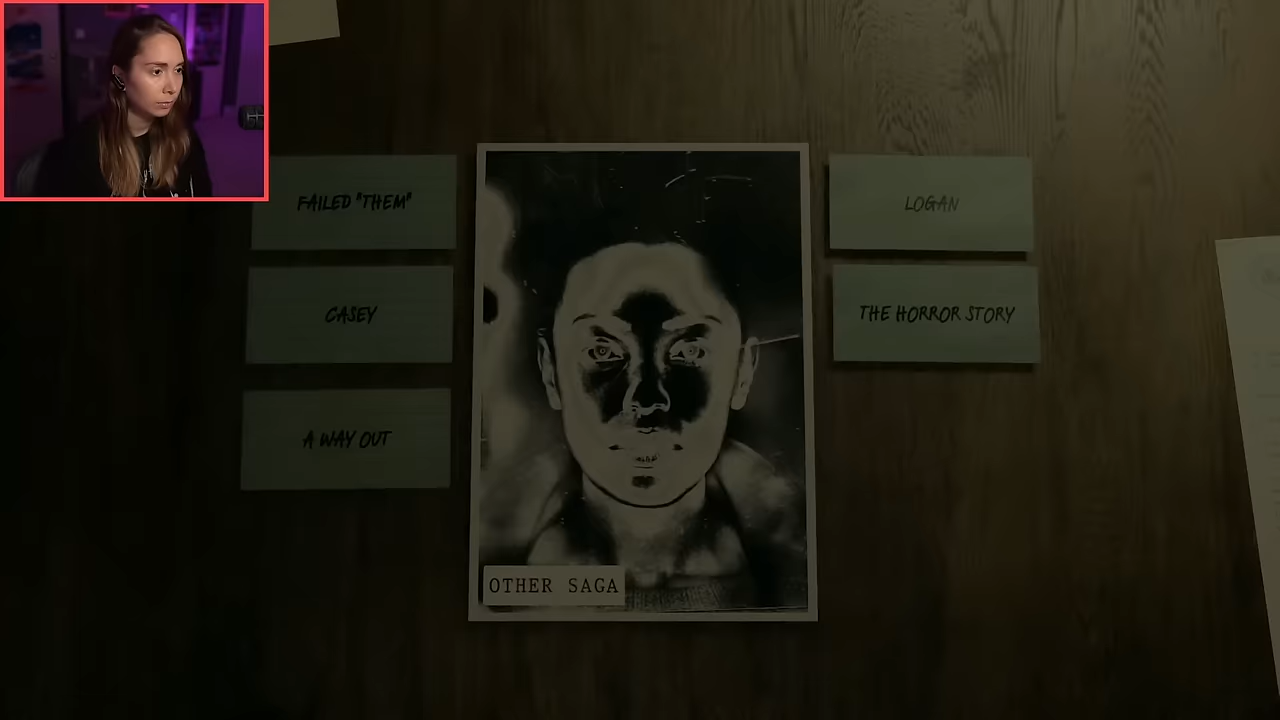 FAILED "THEM"
CASEY
A WAY OUT
OTHER SAGA
LOGAN
THE HORROR STORY